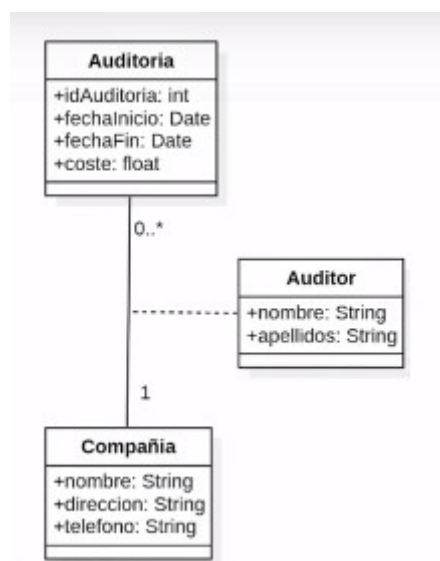 Auditoria
+idAuditoria: int
+fechaInicio: Date
+fechaFin: Date
+coste: float
0..*
Auditor
+nombre: String
+apellidos: String
1
Compañia
+nombre: String
+direccion: String
+telefono: String